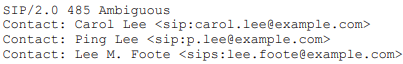 SIP/2.0 485 Ambiguous
Contact: Carol Lee <sip:carol.lee@example.com>
Contact: Ping Lee <sip:p.lee@example.com>
Contact: Lee M. Foote <sips:lee.foote@example.com>